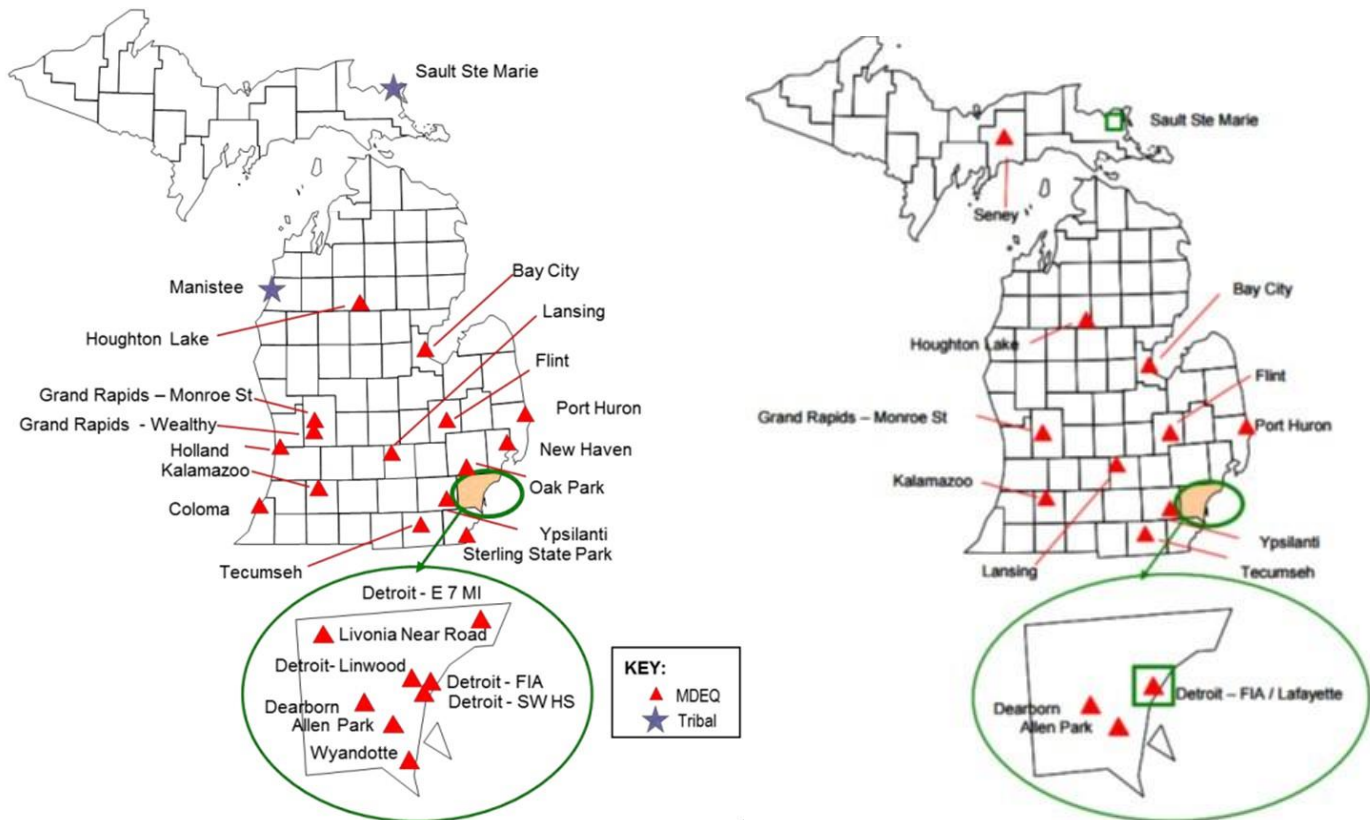 Sault Ste Marie
Manistee
Bay City
Lansing
Houghton Lake
Flint
Grand Rapids – Monroe St
Grand Rapids - Wealthy
Port Huron
Holland
New Haven
Kalamazoo
Oak Park
Coloma
Ypsilanti
Sterling State Park
Tecumseh
Detroit - E 7 MI
Livonia Near Road
Detroit- Linwood
Detroit - FIA
Detroit - SW HS
Dearborn
Allen Park
Wyandotte
KEY:
MDEQ
Tribal
Sault Ste Marie
Seney
Bay City
Houghton Lake
Flint
Grand Rapids – Monroe St
Port Huron
Kalamazoo
Ypsilanti
Lansing
Tecumseh
Detroit – FIA / Lafayette
Dearborn
Allen Park